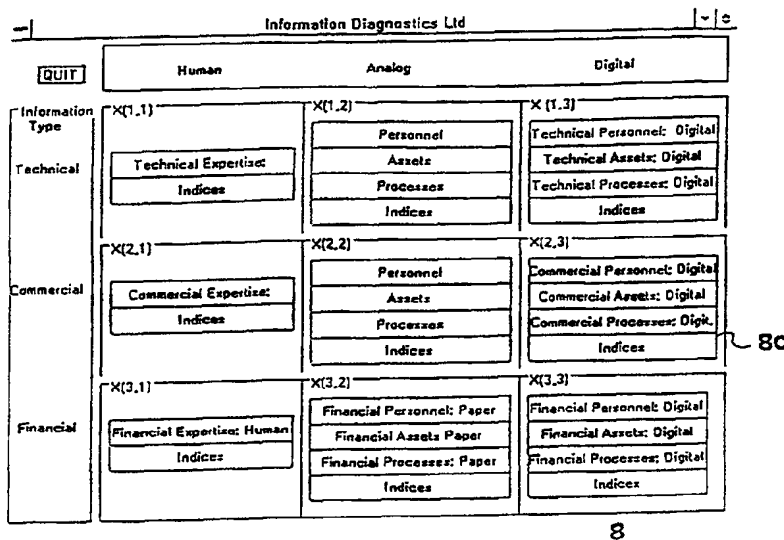 Information Diagnostics Ltd
QUIT
Human Analog Digital
Information
Type
X(1,1) X(1,2) X(1,3)
Technical
Technical Expertise:
Indices
Personnel
Assets
Processes
Indices
Technical Personnel: Digital
Technical Assets: Digital
Technical Processes: Digital
Indices
X(2,1) X(2,2) X(2,3)
Commercial
Commercial Expertise:
Indices
Personnel
Assets
Processes
Indices
Commercial Personnel: Digital
Commercial Assets: Digital
Commercial Processes: Digit.
Indices
80
X(3,1) X(3,2) X(3,3)
Financial
Financial Expertize: Human
Indices
Financial Personnel: Paper
Financial Assets Paper
Financial Processes: Paper
Indices
Financial Personnel: Digital
Financial Assets: Digital
Financial Processes: Digital
Indices
8